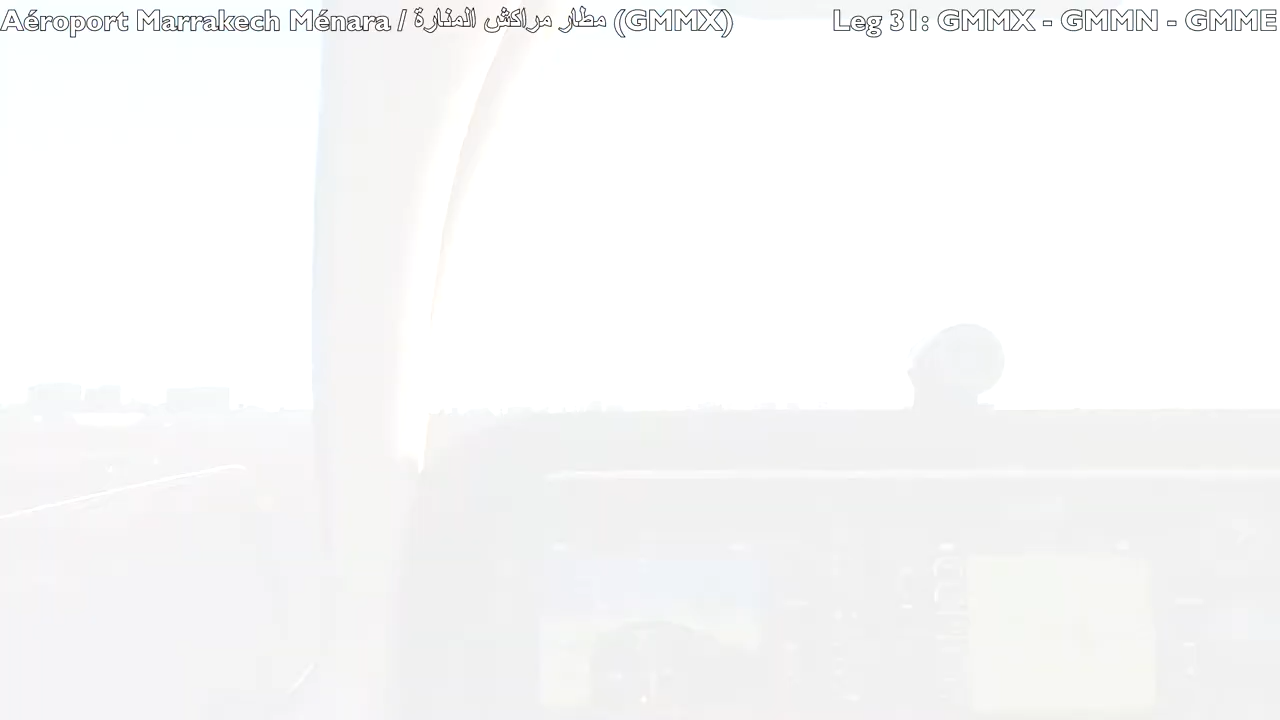 Aéroport Marrakech Ménara / مطار مراكش المنارة (GMMX)
Leg 31: GMMX - GMMN - GMME